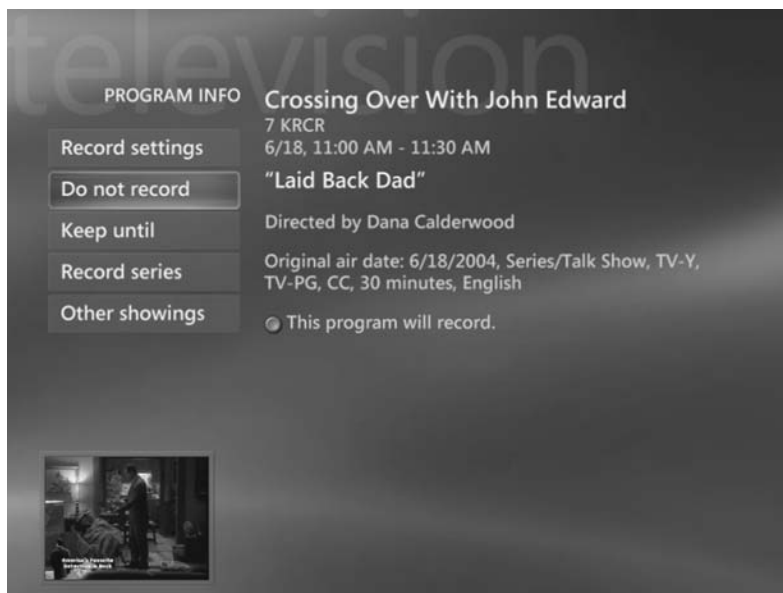 television
PROGRAM INFO
Record settings
Do not record
Keep until
Record series
Other showings
Crossing Over With John Edward
7 KRCR
6/18, 11:00 AM - 11:30 AM
"Laid Back Dad"
Directed by Dana Calderwood
Original air date: 6/18/2004, Series/Talk Show, TV-Y,
TV-PG, CC, 30 minutes, English
This program will record.
America's Favorite